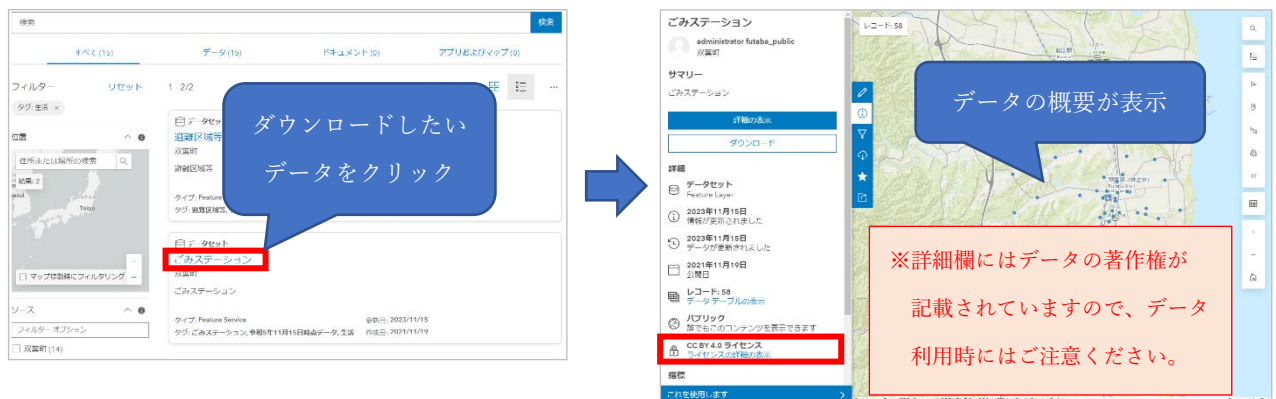 検索
検索
すべて (15)
データ (15)
ドキュメント (0)
アプリおよびマップ (0)
フィルター
リセット
タグ: 生活 ×
位置
住所または場所の検索
結果: 2
Tokyo
マップ移動時にフィルタリング
ソース
フィルター オプション
双葉町 (14)
1 - 2/2
避難区域等
双葉町
避難区域等
タイプ: Feature
タグ: 避難区域等,
データセット
ごみステーション
双葉町
ごみステーション
タイプ: Feature Service
更新日: 2023/11/15
タグ: ごみステーション, 令和5年11月15日時点データ, 生活
作成日: 2021/11/19
ダウンロードしたい
データをクリック
ごみステーション
administrator futaba_public
双葉町
サマリー
ごみステーション
詳細の表示
ダウンロード
詳細
データセット
Feature Layer
2023年11月15日
情報が更新されました
2023年11月15日
データが更新されました
2021年11月19日
公開日
レコード: 58
データ テーブルの表示
パブリック
誰でもこのコンテンツを表示できます
CC BY 4.0 ライセンス
ライセンスの詳細の表示
指標
これを使用します
レコード: 58
データの概要が表示
※詳細欄にはデータの著作権が
記載されていますので、データ
利用時にはご注意ください。